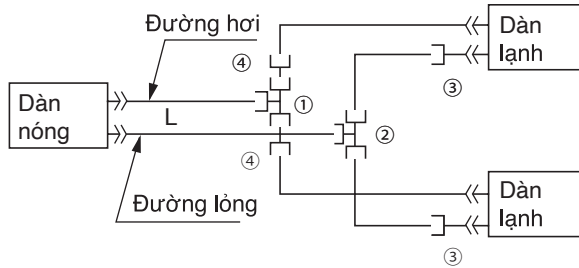 Đường hơi
④
Dàn
lạnh
③
Dàn
nóng
L
①
②
④
Đường lỏng
Dàn
lạnh
③